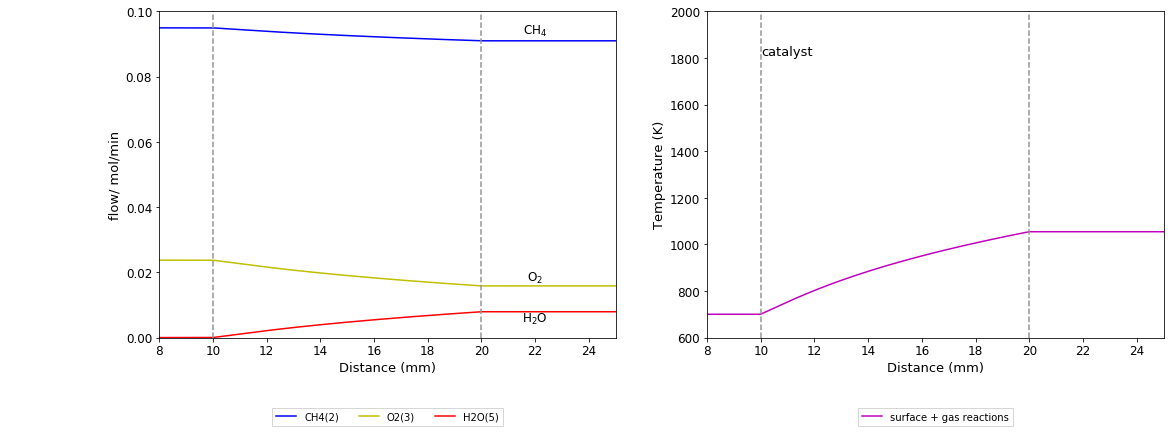 0.10
0.08
0.06
0.04
0.02
0.00
flow/ mol/min
CH₄
O₂
H₂O
8 10 12 14 16 18 20 22 24
Distance (mm)
CH4(2) O2(3) H2O(5)
2000
1800
1600
1400
1200
1000
800
600
Temperature (K)
catalyst
8 10 12 14 16 18 20 22 24
Distance (mm)
surface + gas reactions